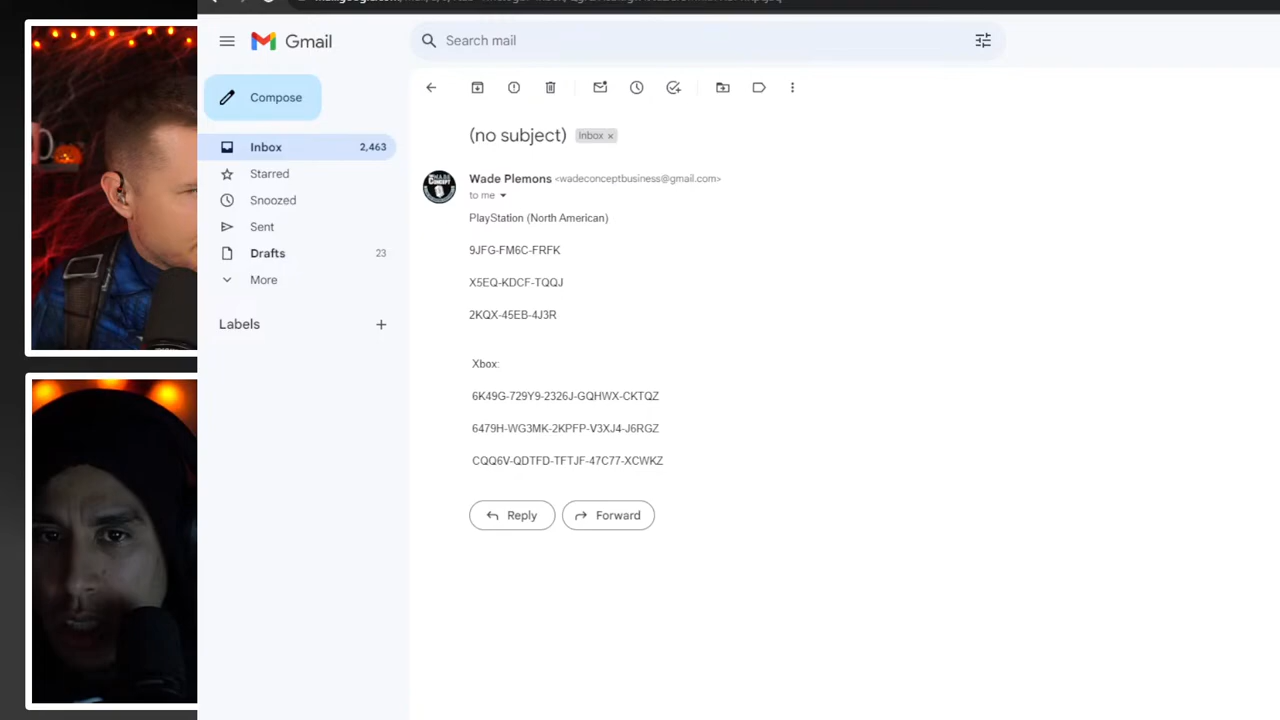 Gmail
Search mail
Compose
Inbox 2,463
Starred
Snoozed
Sent
Drafts 23
More
Labels
(no subject) Inbox ×
Wade Plemons <wadeconceptbusiness@gmail.com>
to me
PlayStation (North American)
9JFG-FM6C-FRFK
X5EQ-KDCF-TQQJ
2KQX-45EB-4J3R
Xbox:
6K49G-729Y9-2326J-GQHWX-CKTQZ
6479H-WG3MK-2KPFP-V3XJ4-J6RGZ
CQQ6V-QDTFD-TFTJF-47C77-XCWKZ
Reply
Forward